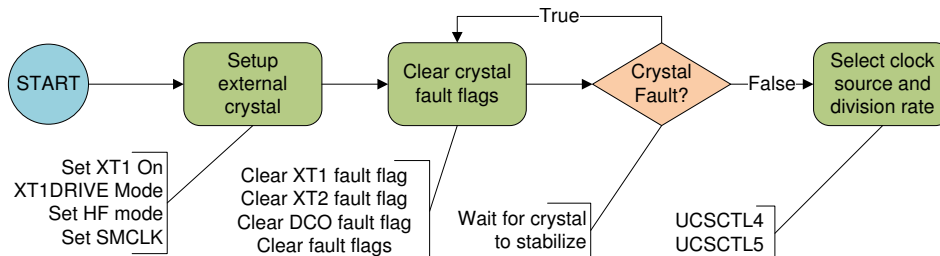 True
START
Setup
external
crystal
Clear crystal
fault flags
Crystal
Fault?
False
Select clock
source and
division rate
Set XT1 On
XT1DRIVE Mode
Set HF mode
Set SMCLK
Clear XT1 fault flag
Clear XT2 fault flag
Clear DCO fault flag
Clear fault flags
Wait for crystal
to stabilize
UCSCTL4
UCSCTL5